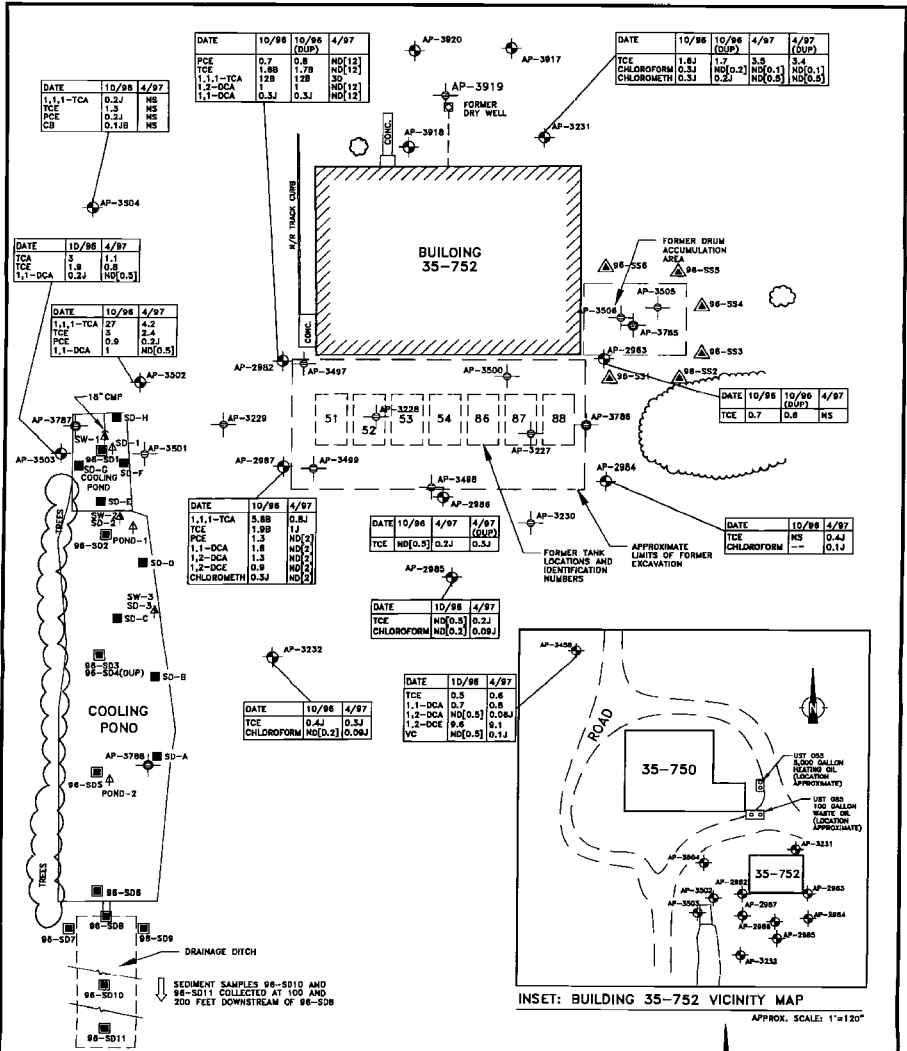 DATE 10/96 10/96 (DUP) 4/97
PCE 0.7 0.8 ND[12]
TCE 1.6B 1.7B ND[12]
1,1,1-TCA 12B 12B 30
1,2-DCA 1 1 ND[12]
1,1-DCA 0.3J 0.3J ND[12]
AP-3920
AP-3917
DATE 10/96 10/96 (DUP) 4/97 4/97 (DUP)
TCE 1.6J 1.7 3.5 3.4
CHLOROFORM 0.3J ND[0.2] ND[0.1] ND[0.1]
CHLOROMETH 0.3J 0.2J ND[0.5] ND[0.5]
DATE 10/96 4/97
1,1,1-TCA 0.2J NS
TCE 1.3 NS
PCE 0.2J NS
CB 0.1JB NS
AP-3919
FORMER
DRY WELL
CONC.
AP-3918
AP-3231
AP-3504
R/R TRACK CURB
BUILDING
35-752
DATE 10/96 4/97
TCA 3 1.1
TCE 1.9 0.8
1,1-DCA 0.2J ND[0.5]
FORMER DRUM
ACCUMULATION
AREA
96-SS6
96-SS5
AP-3505
96-SS4
AP-3506
AP-3785
DATE 10/96 4/97
1,1,1-TCA 27 4.2
TCE 3 2.4
PCE 0.9 0.2J
1,1-DCA 1 ND[0.5]
CONC.
AP-2982
AP-3497
AP-3500
AP-2963
96-SS3
96-SS1
96-SS2
AP-3502
18" CMP
DATE 10/96 10/96 (DUP) 4/97
TCE 0.7 0.6 NS
AP-3787
SD-H
SW-1
SD-1
96-SD1
AP-3229
51 52 53 54 86 87 88
AP-3228
AP-3786
AP-3227
AP-3503
AP-3501
SD-G
SD-F
COOLING
POND
AP-2987
AP-3499
AP-2984
SD-E
AP-3498
AP-2986
TREES
SW-2
SD-2
POND-1
96-SD2
DATE 10/96 4/97
1,1,1-TCA 5.6B 0.8J
TCE 1.9B 1J
PCE 1.3 ND[2]
1,1-DCA 1.6 ND[2]
1,2-DCA 1.3 ND[2]
1,2-DCE 0.9 ND[2]
CHLOROMETH 0.3J ND[2]
DATE 10/96 4/97 4/97 (DUP)
TCE ND[0.5] 0.2J 0.3J
AP-3230
FORMER TANK
LOCATIONS AND
IDENTIFICATION
NUMBERS
APPROXIMATE
LIMITS OF FORMER
EXCAVATION
DATE 10/96 4/97
TCE NS 0.4J
CHLOROFORM -- 0.1J
SD-D
AP-2985
SW-3
SD-3
SD-C
DATE 10/96 4/97
TCE ND[0.5] 0.2J
CHLOROFORM ND[0.2] 0.09J
96-SD3
96-SD4(DUP)
SD-B
AP-3232
AP-3456
DATE 10/96 4/97
TCE 0.5 0.6
1,1-DCA 0.7 0.8
1,2-DCA ND[0.5] 0.06J
1,2-DCE 9.6 9.1
VC ND[0.5] 0.1J
DATE 10/96 4/97
TCE 0.4J 0.3J
CHLOROFORM ND[0.2] 0.09J
COOLING
POND
ROAD
N
AP-3788
SD-A
96-SD5
POND-2
35-750
UST 085
5,000 GALLON
HEATING OIL
(LOCATION
APPROXIMATE)
UST 085
100 GALLON
WASTE OIL
(LOCATION
APPROXIMATE)
AP-3231
AP-3504
35-752
TREES
96-SD6
AP-3502
AP-2982
AP-2963
AP-3503
AP-2987
AP-2984
AP-2986
AP-2985
AP-3232
96-SD8
96-SD7
96-SD9
DRAINAGE DITCH
96-SD10
SEDIMENT SAMPLES 96-SD10 AND
96-SD11 COLLECTED AT 100 AND
200 FEET DOWNSTREAM OF 96-SD8
96-SD11
INSET: BUILDING 35-752 VICINITY MAP
APPROX. SCALE: 1"=120"